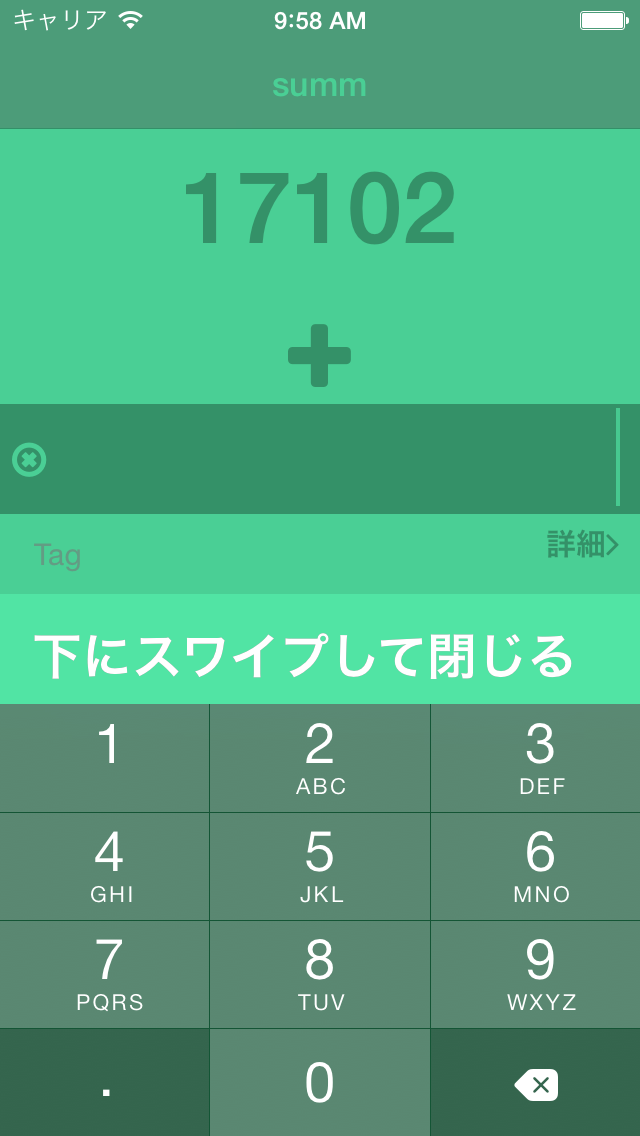 キャリア 9:58 AM
summ
17102
+
Tag 詳細>
下にスワイプして閉じる
1 2 3
ABC DEF
4 5 6
GHI JKL MNO
7 8 9
PQRS TUV WXYZ
. 0